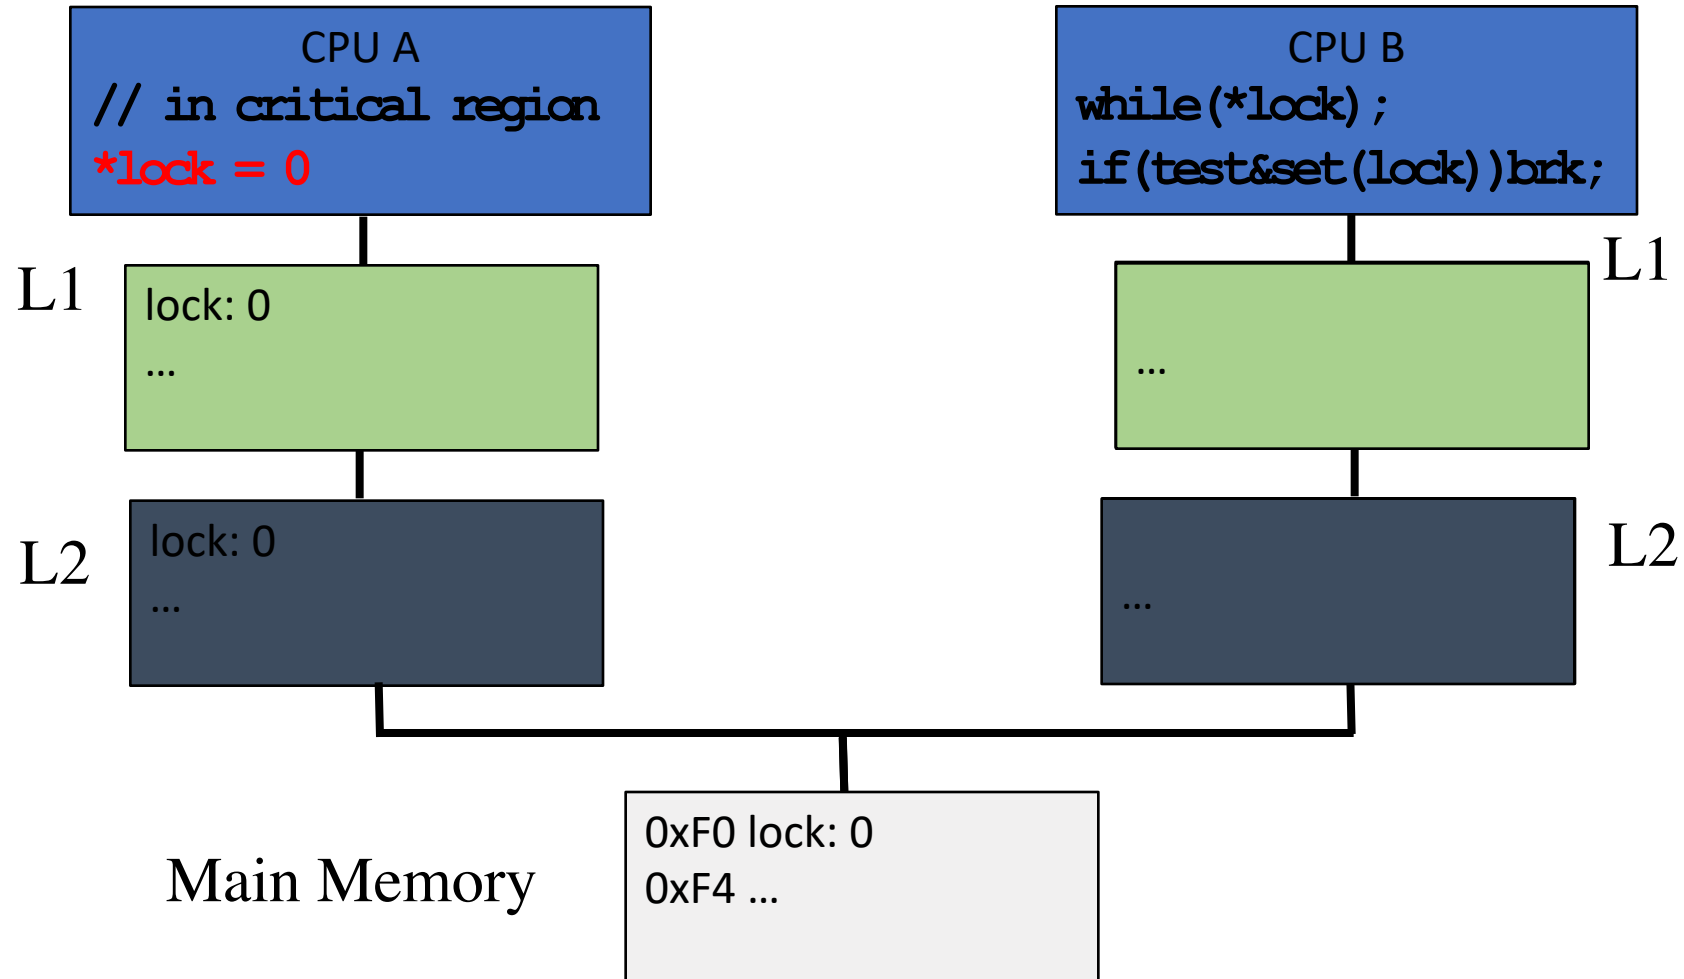 CPU A
// in critical region
*lock = 0
CPU B
while(*lock);
if(test&set(lock))brk;
L1
lock: 0
...
L1
...
L2
lock: 0
...
L2
...
Main Memory
0xF0 lock: 0
0xF4 ...